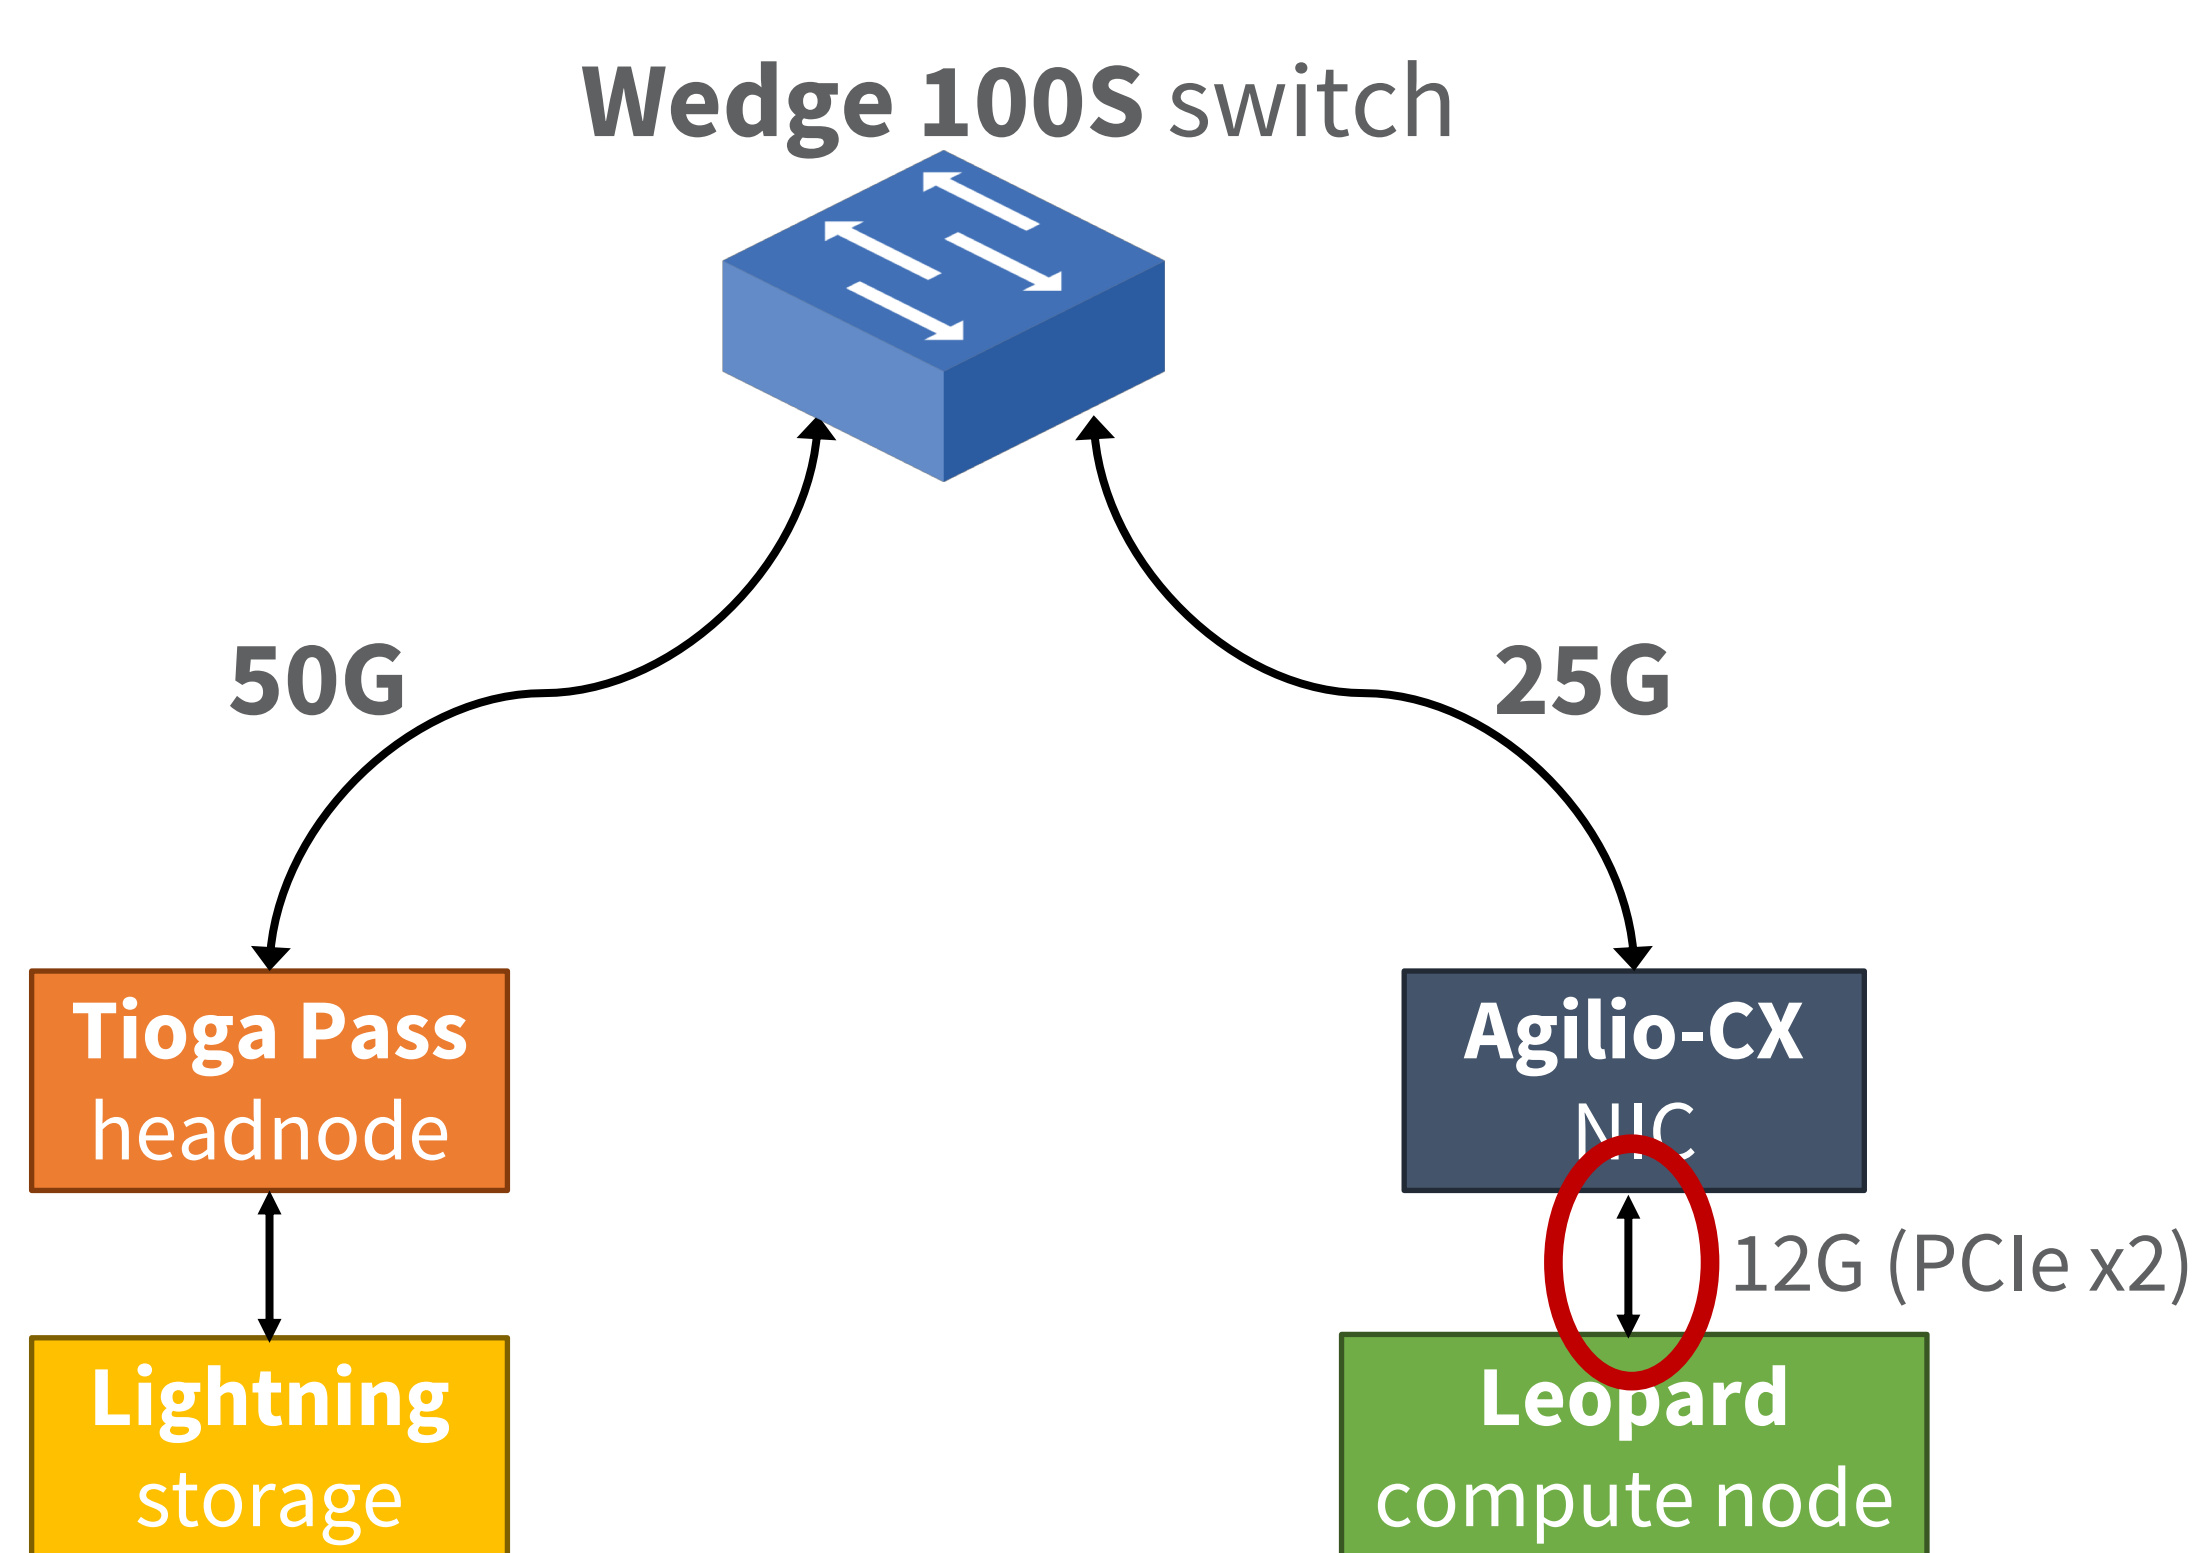 Wedge 100S switch
50G
25G
Tioga Pass
headnode
Agilio-CX
NIC
12G (PCIe x2)
Lightning
storage
Leopard
compute node